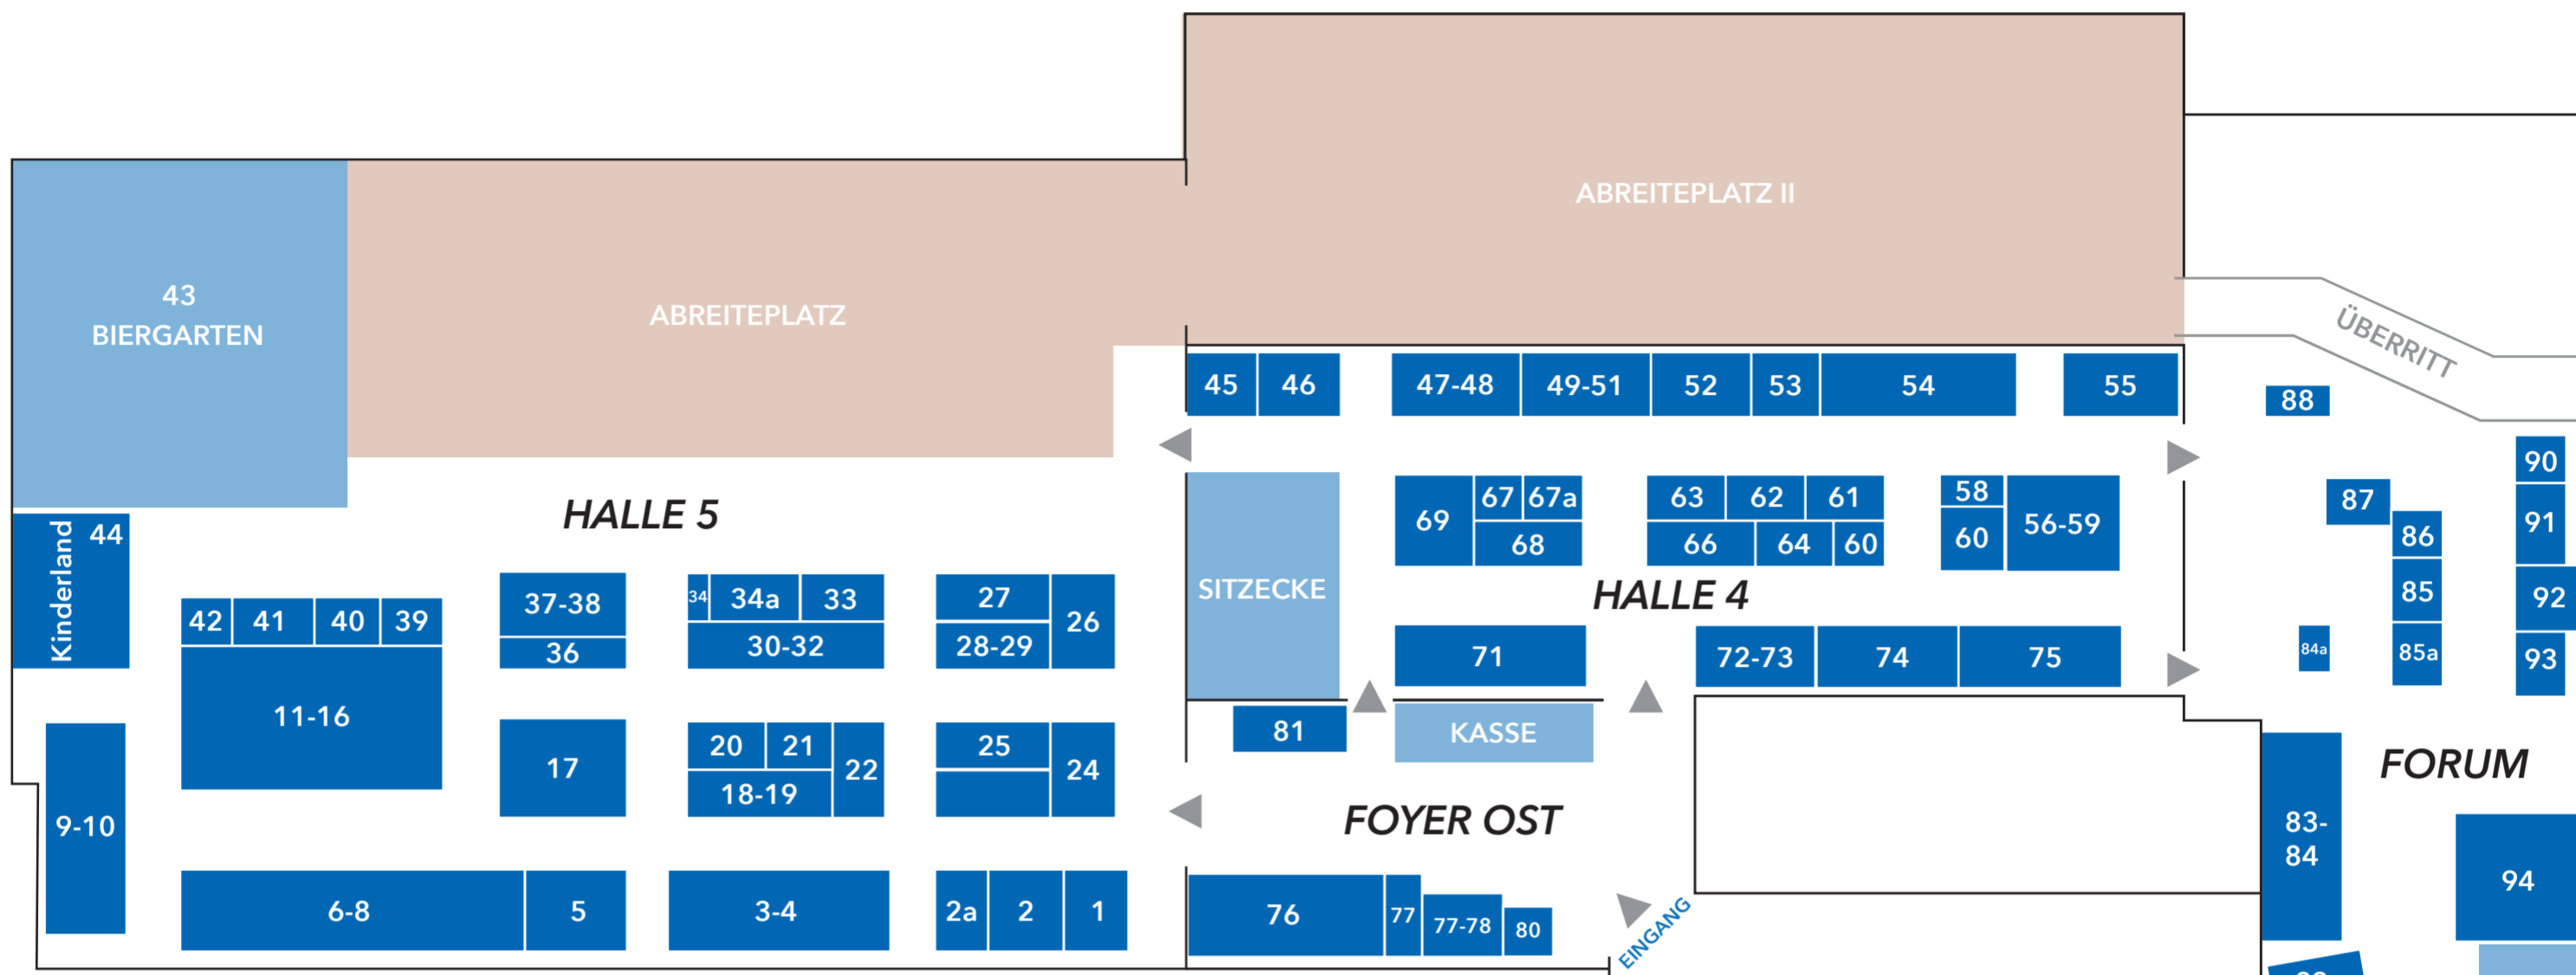 ABREITEPLATZ II
43
BIERGARTEN
ABREITEPLATZ
ÜBERRITT
45 46 47-48 49-51 52 53 54 55
88
HALLE 5
Kinderland 44
SITZECKE
69 67 67a 68
63 62 61
66 64 60
58 60 56-59
HALLE 4
90
87
91
86
85
92
84a 85a 93
42 41 40 39
11-16
37-38
36
34 34a 33
30-32
27
28-29
26
71 72-73 74 75
81
KASSE
9-10
17
20 21
18-19
22
25
24
FOYER OST
FORUM
83-
84
94
6-8 5 3-4 2a 2 1
76 77 77-78 80
EINGANG